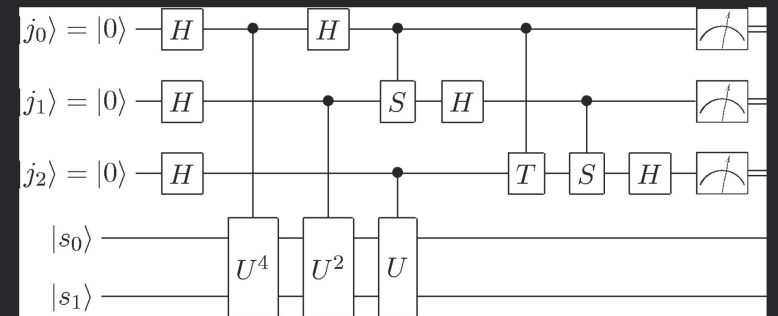 |j₀⟩ = |0⟩ H H
|j₁⟩ = |0⟩ H S H
|j₂⟩ = |0⟩ H T S H
|s₀⟩
U⁴ U² U
|s₁⟩